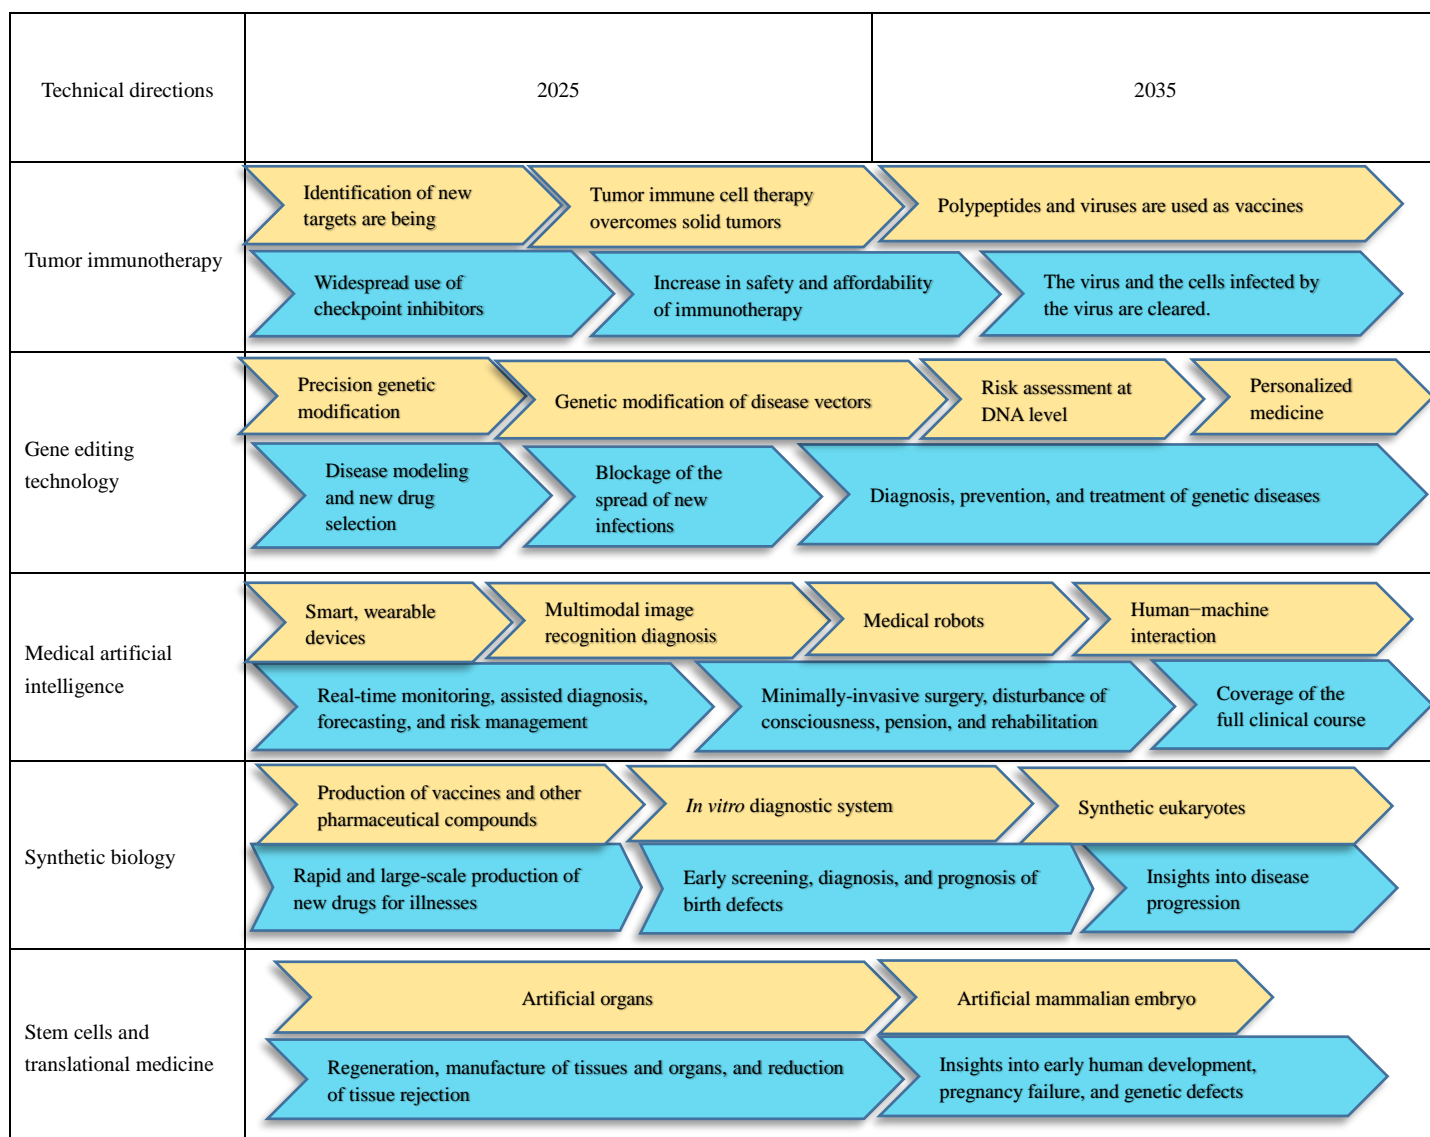 Technical directions
2025
2035
Tumor immunotherapy
Identification of new
targets are being
Tumor immune cell therapy
overcomes solid tumors
Polypeptides and viruses are used as vaccines
Widespread use of
checkpoint inhibitors
Increase in safety and affordability
of immunotherapy
The virus and the cells infected by
the virus are cleared.
Gene editing
technology
Precision genetic
modification
Genetic modification of disease vectors
Risk assessment at
DNA level
Personalized
medicine
Disease modeling
and new drug
selection
Blockage of the
spread of new
infections
Diagnosis, prevention, and treatment of genetic diseases
Medical artificial
intelligence
Smart, wearable
devices
Multimodal image
recognition diagnosis
Medical robots
Human−machine
interaction
Real-time monitoring, assisted diagnosis,
forecasting, and risk management
Minimally-invasive surgery, disturbance of
consciousness, pension, and rehabilitation
Coverage of the
full clinical course
Synthetic biology
Production of vaccines and other
pharmaceutical compounds
In vitro diagnostic system
Synthetic eukaryotes
Rapid and large-scale production of
new drugs for illnesses
Early screening, diagnosis, and prognosis of
birth defects
Insights into disease
progression
Stem cells and
translational medicine
Artificial organs
Artificial mammalian embryo
Regeneration, manufacture of tissues and organs, and reduction
of tissue rejection
Insights into early human development,
pregnancy failure, and genetic defects